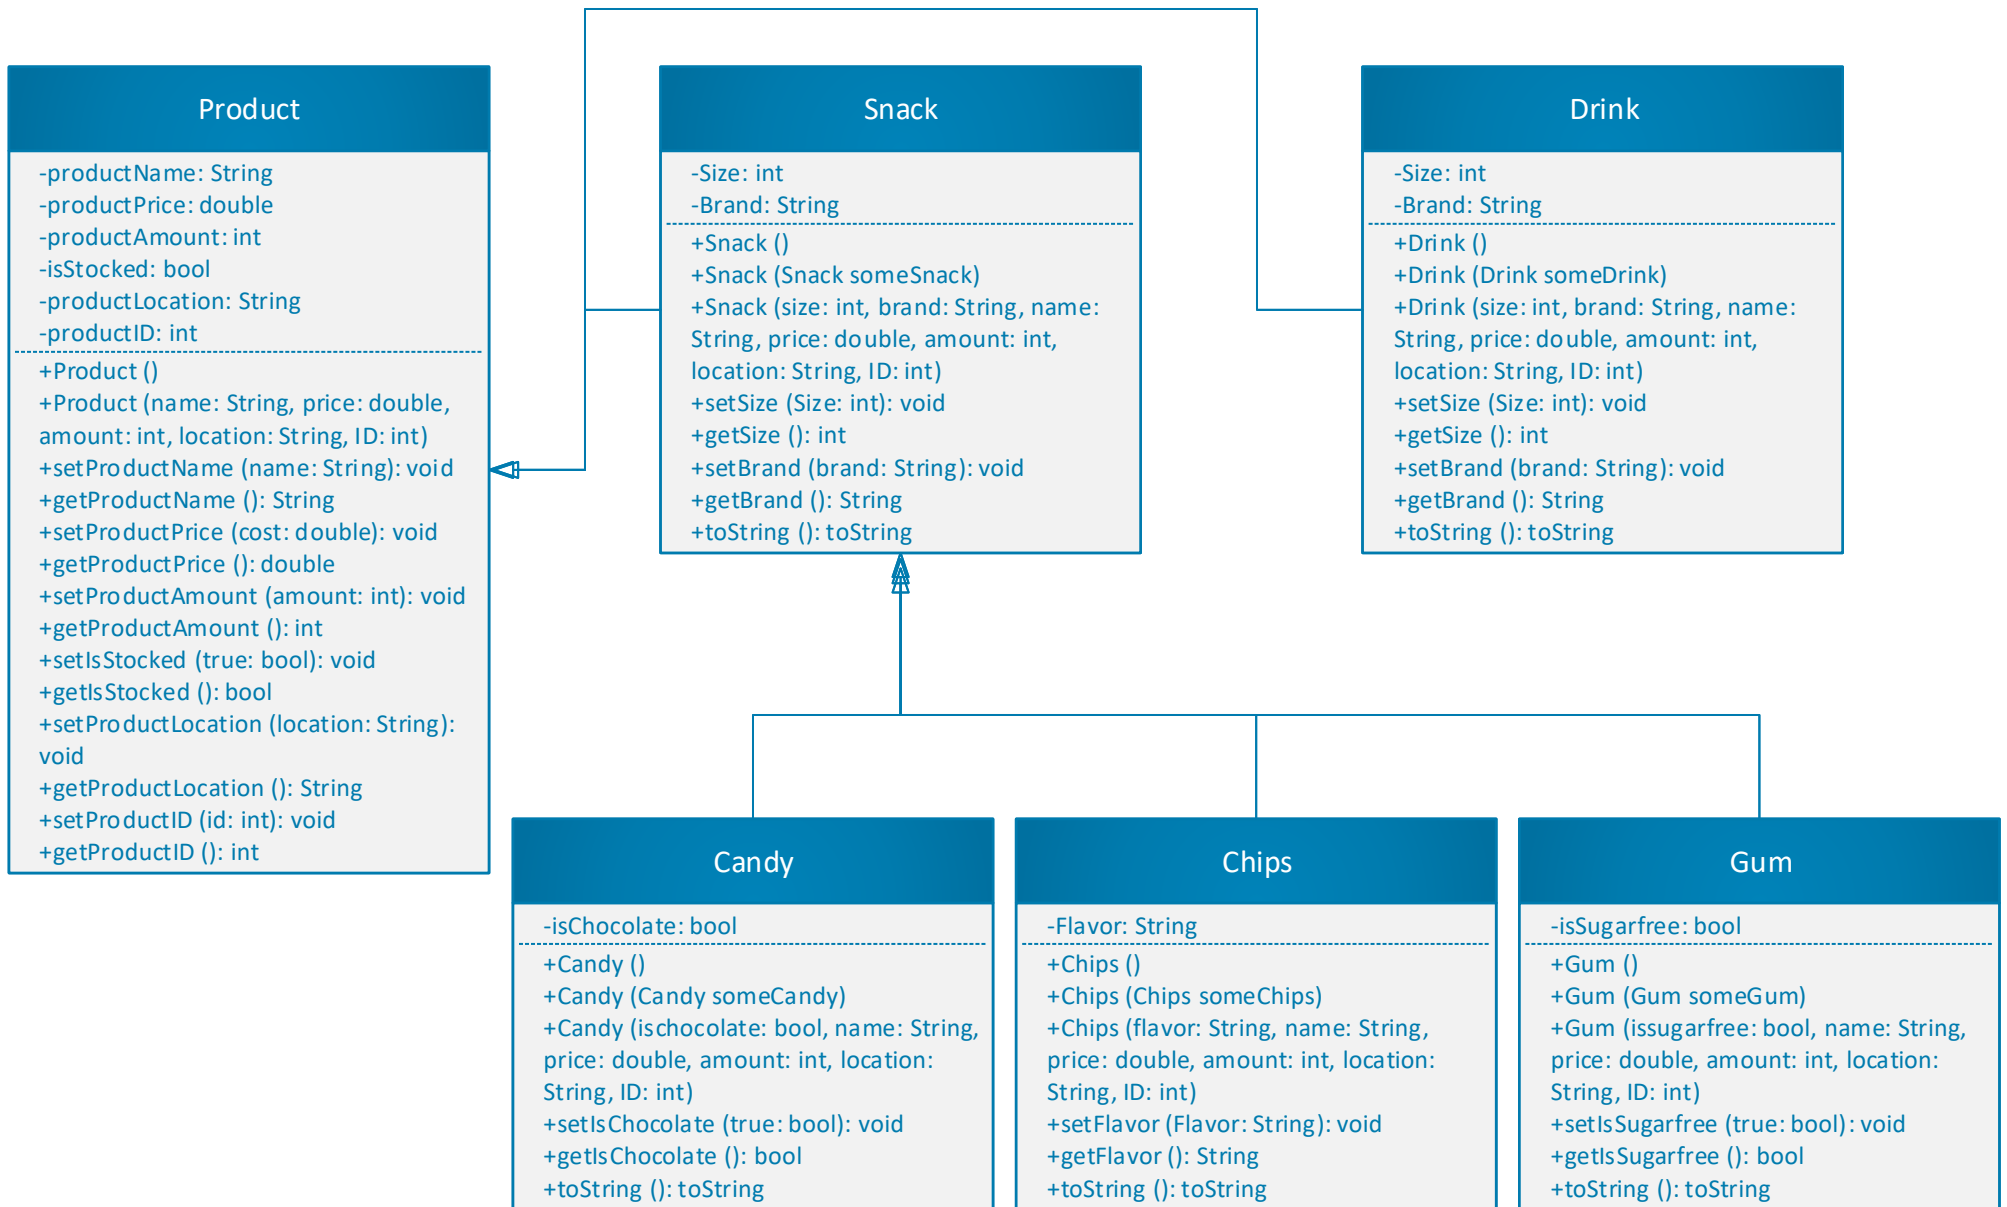 Product
-productName: String
-productPrice: double
-productAmount: int
-isStocked: bool
-productLocation: String
-productID: int
+Product ()
+Product (name: String, price: double,
amount: int, location: String, ID: int)
+setProductName (name: String): void
+getProductName (): String
+setProductPrice (cost: double): void
+getProductPrice (): double
+setProductAmount (amount: int): void
+getProductAmount (): int
+setIsStocked (true: bool): void
+getIsStocked (): bool
+setProductLocation (location: String):
void
+getProductLocation (): String
+setProductID (id: int): void
+getProductID (): int
Snack
-Size: int
-Brand: String
+Snack ()
+Snack (Snack someSnack)
+Snack (size: int, brand: String, name:
String, price: double, amount: int,
location: String, ID: int)
+setSize (Size: int): void
+getSize (): int
+setBrand (brand: String): void
+getBrand (): String
+toString (): toString
Drink
-Size: int
-Brand: String
+Drink ()
+Drink (Drink someDrink)
+Drink (size: int, brand: String, name:
String, price: double, amount: int,
location: String, ID: int)
+setSize (Size: int): void
+getSize (): int
+setBrand (brand: String): void
+getBrand (): String
+toString (): toString
Candy
-isChocolate: bool
+Candy ()
+Candy (Candy someCandy)
+Candy (ischocolate: bool, name: String,
price: double, amount: int, location:
String, ID: int)
+setIsChocolate (true: bool): void
+getIsChocolate (): bool
+toString (): toString
Chips
-Flavor: String
+Chips ()
+Chips (Chips someChips)
+Chips (flavor: String, name: String,
price: double, amount: int, location:
String, ID: int)
+setFlavor (Flavor: String): void
+getFlavor (): String
+toString (): toString
Gum
-isSugarfree: bool
+Gum ()
+Gum (Gum someGum)
+Gum (issugarfree: bool, name: String,
price: double, amount: int, location:
String, ID: int)
+setIsSugarfree (true: bool): void
+getIsSugarfree (): bool
+toString (): toString